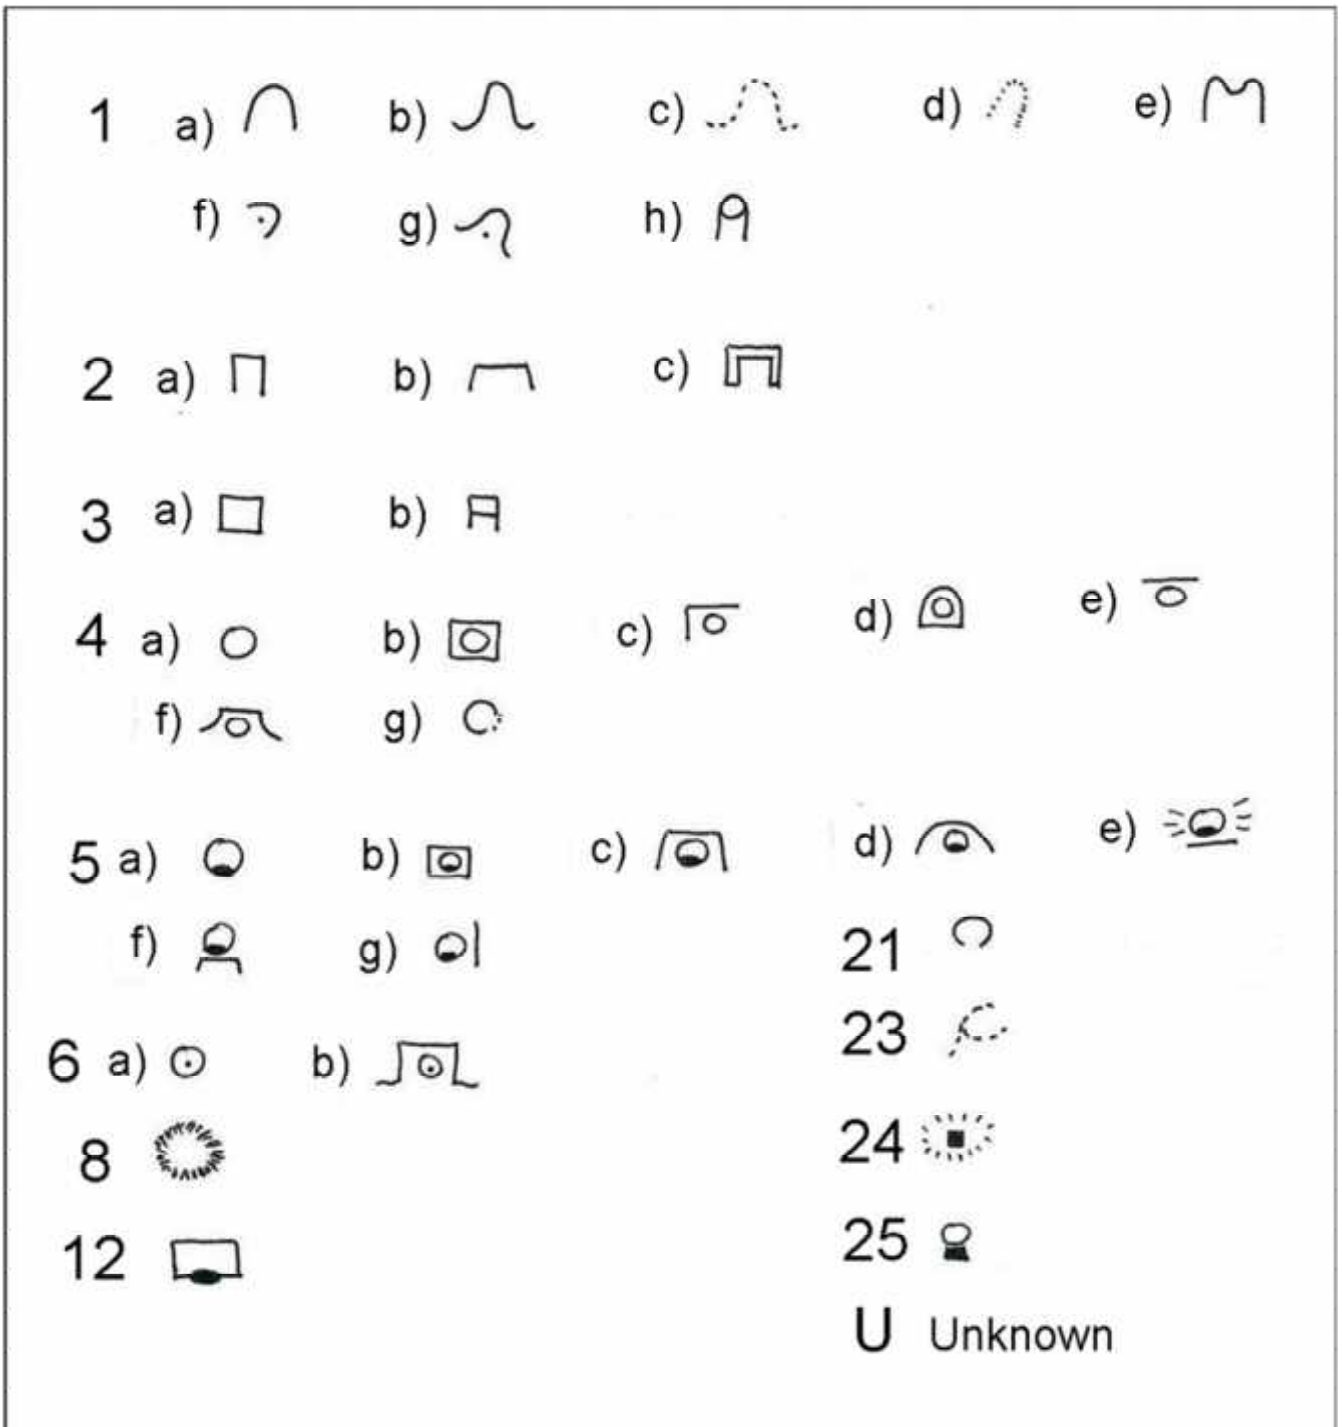 1 a) b) c) d) e)
f) g) h)
2 a) b) c)
3 a) b)
4 a) b) c) d) e)
f) g)
5 a) b) c) d) e)
f) g)
21
23
6 a) b)
24
8
25
12
U Unknown